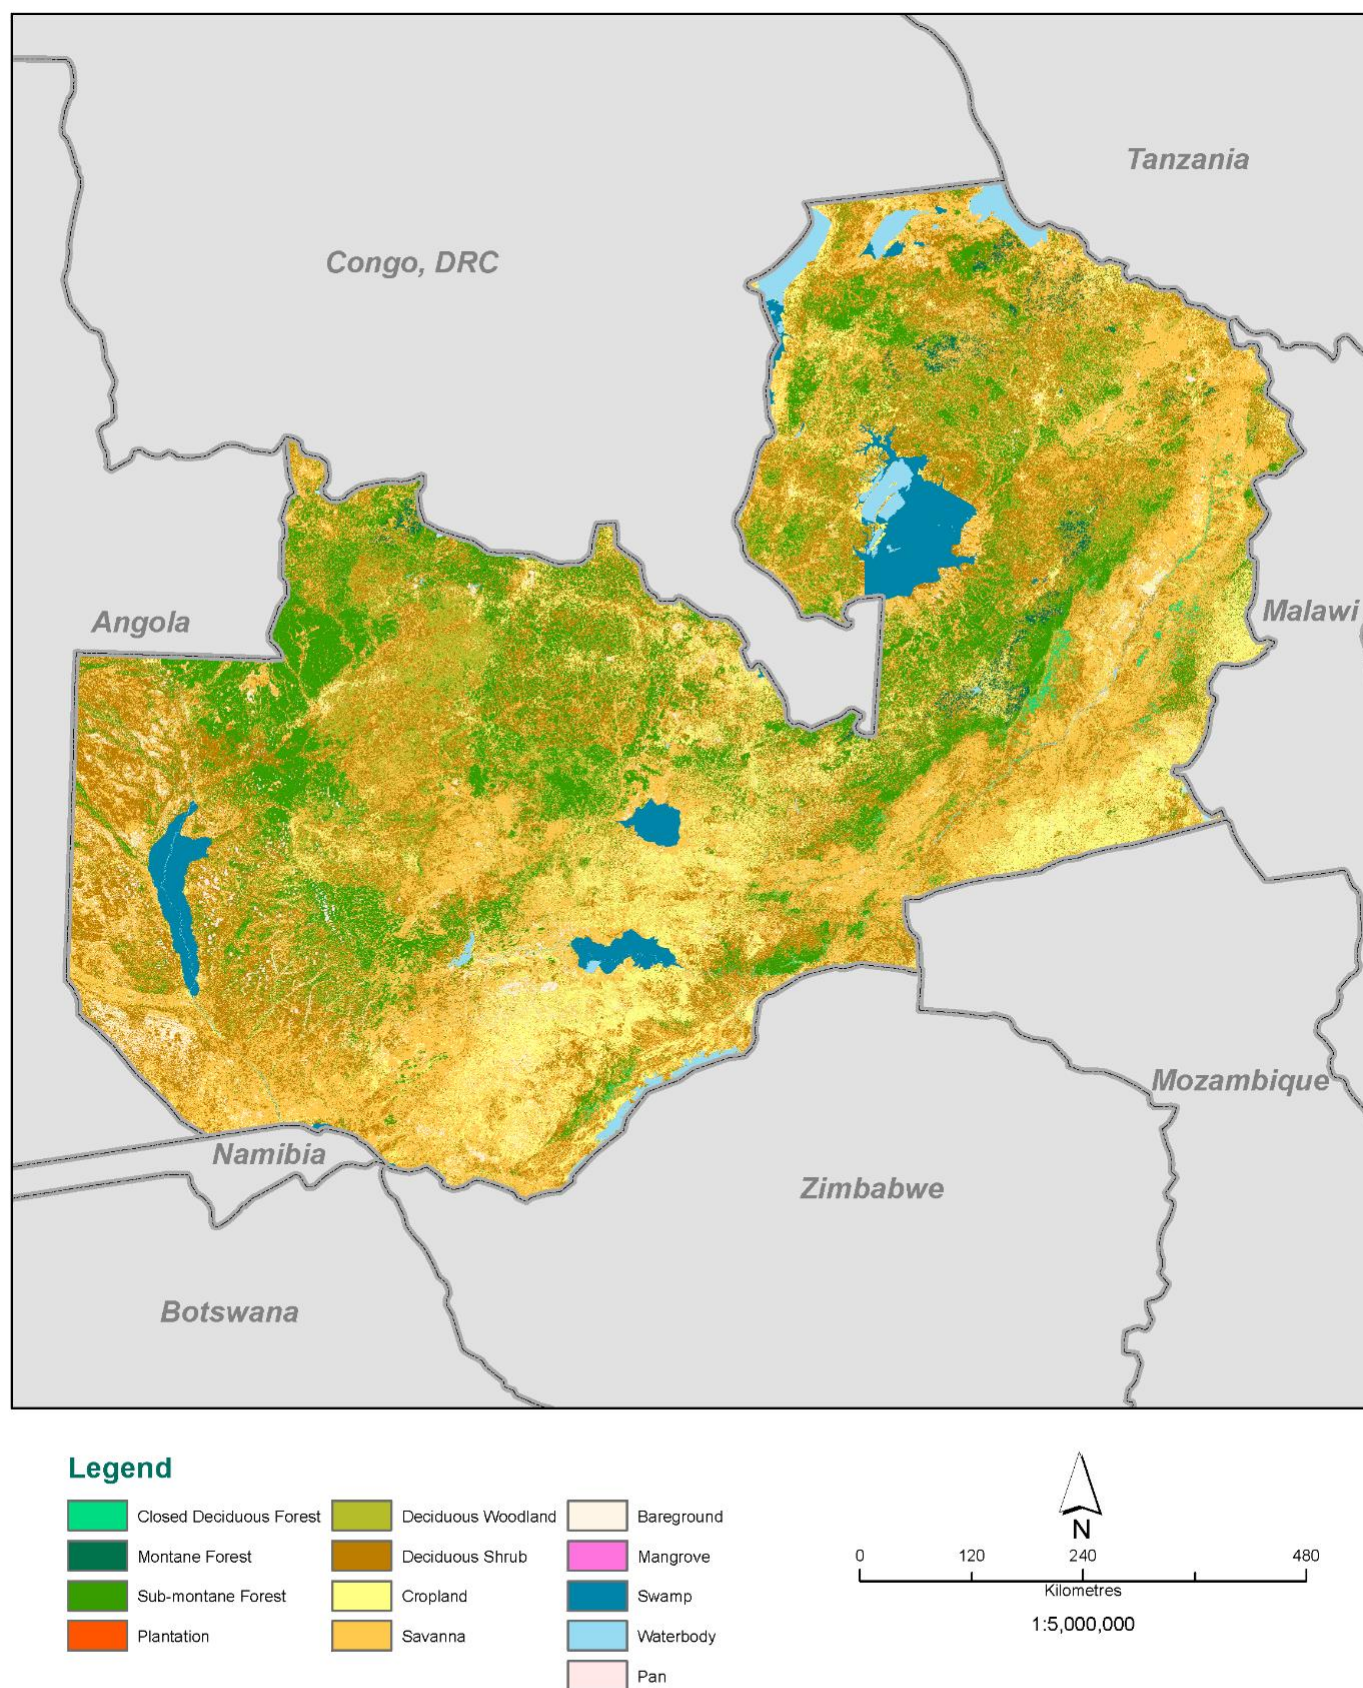 Tanzania
Congo, DRC
Angola
Malawi
Mozambique
Namibia
Zimbabwe
Botswana
Legend
Closed Deciduous Forest
Montane Forest
Sub-montane Forest
Plantation
Deciduous Woodland
Deciduous Shrub
Cropland
Savanna
Bareground
Mangrove
Swamp
Waterbody
Pan
N
0 120 240 480
Kilometres
1:5,000,000